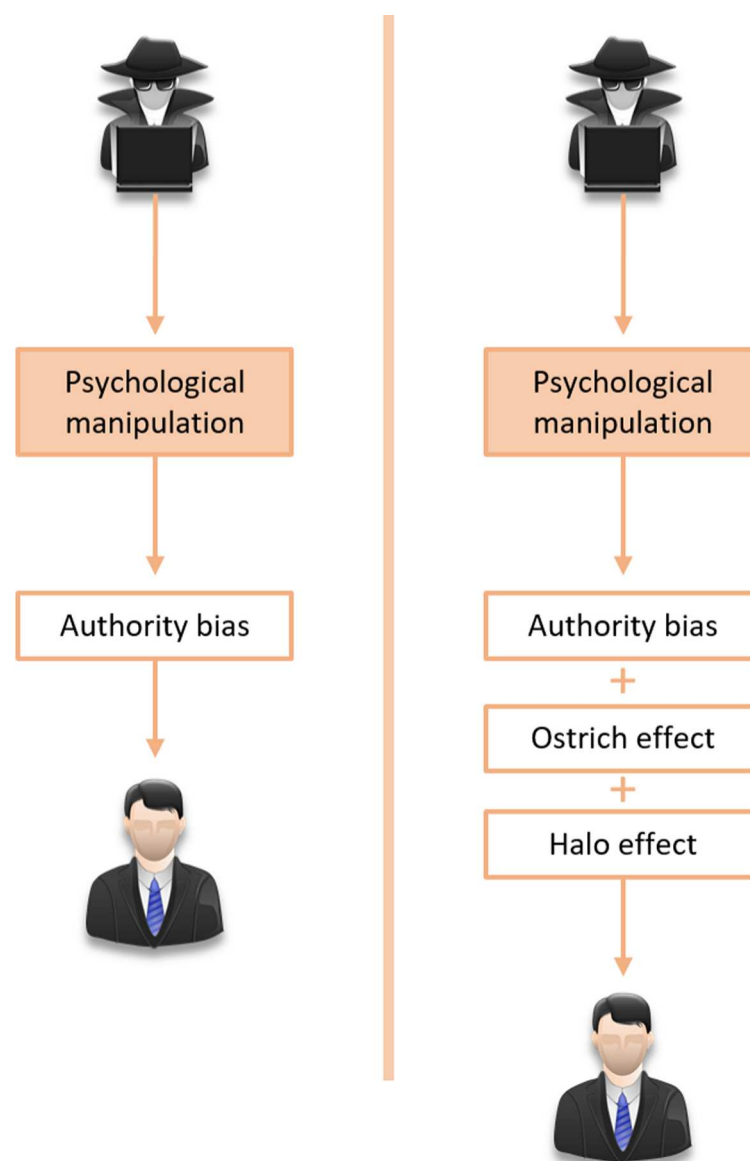 Psychological
manipulation
Authority bias
Psychological
manipulation
Authority bias
+
Ostrich effect
+
Halo effect